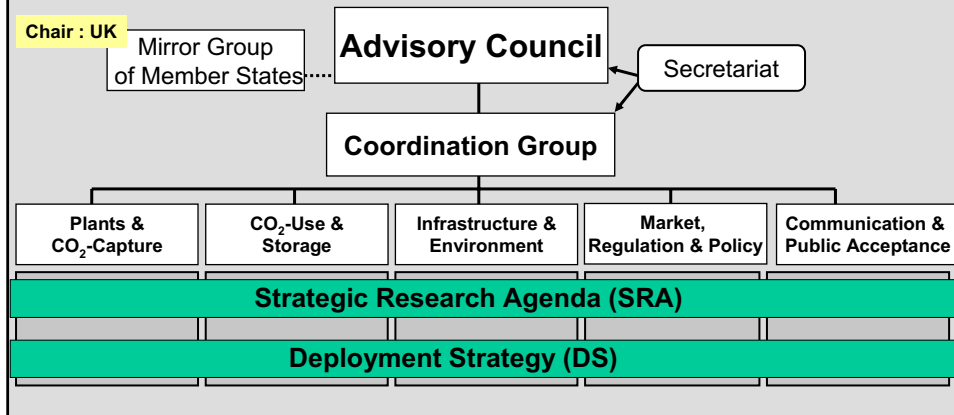 Chair : UK
Mirror Group
of Member States
Advisory Council
Secretariat
Coordination Group
Plants &
CO₂-Capture
CO₂-Use &
Storage
Infrastructure &
Environment
Market,
Regulation & Policy
Communication &
Public Acceptance
Strategic Research Agenda (SRA)
Deployment Strategy (DS)